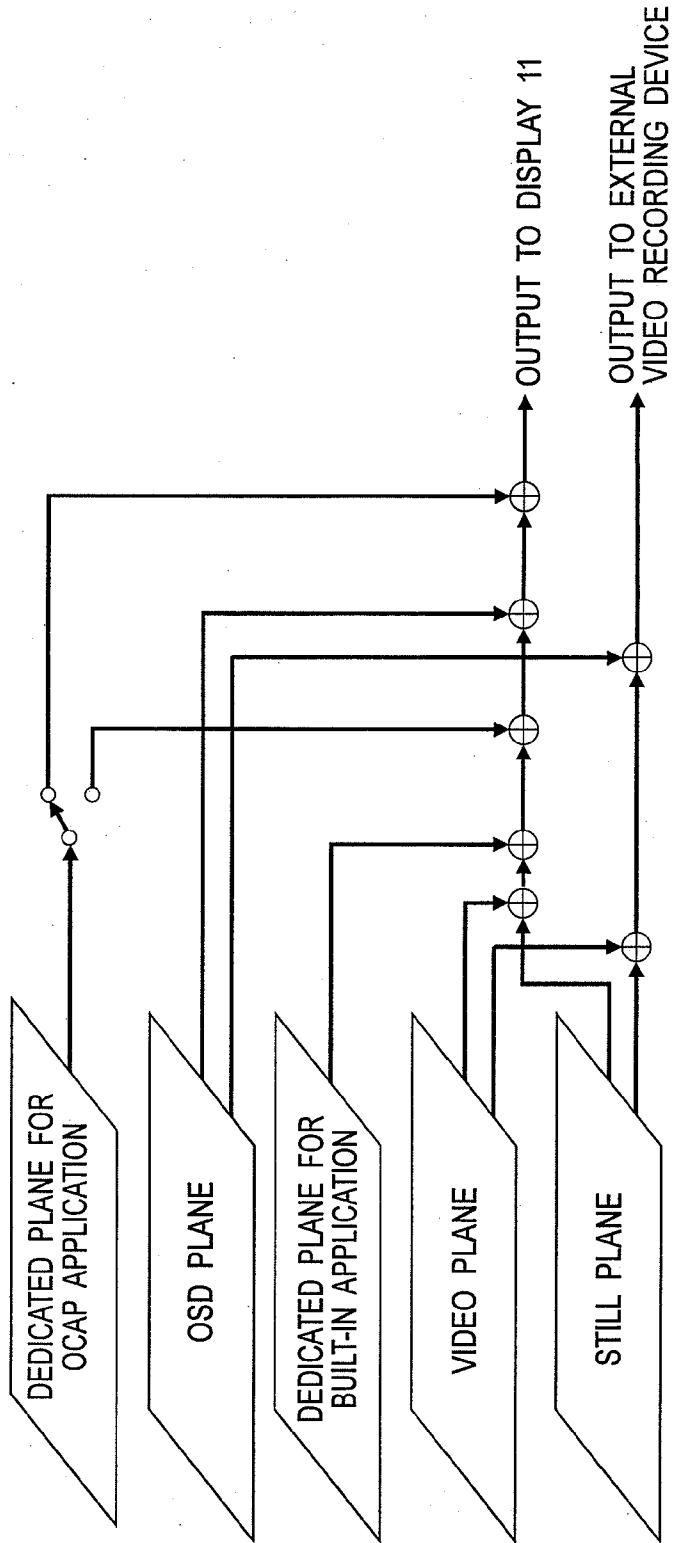 DEDICATED PLANE FOR
OCAP APPLICATION
OSD PLANE
DEDICATED PLANE FOR
BUILT-IN APPLICATION
VIDEO PLANE
STILL PLANE
OUTPUT TO DISPLAY 11
OUTPUT TO EXTERNAL
VIDEO RECORDING DEVICE